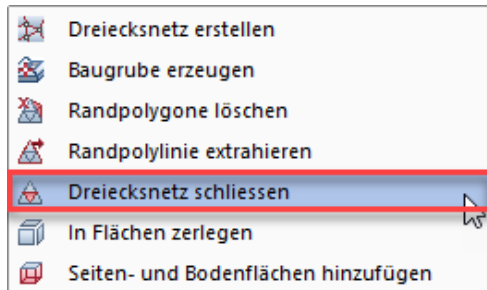 Dreiecksnetz erstellen
Baugrube erzeugen
Randpolygone löschen
Randpolylinie extrahieren
Dreiecksnetz schliessen
In Flächen zerlegen
Seiten- und Bodenflächen hinzufügen